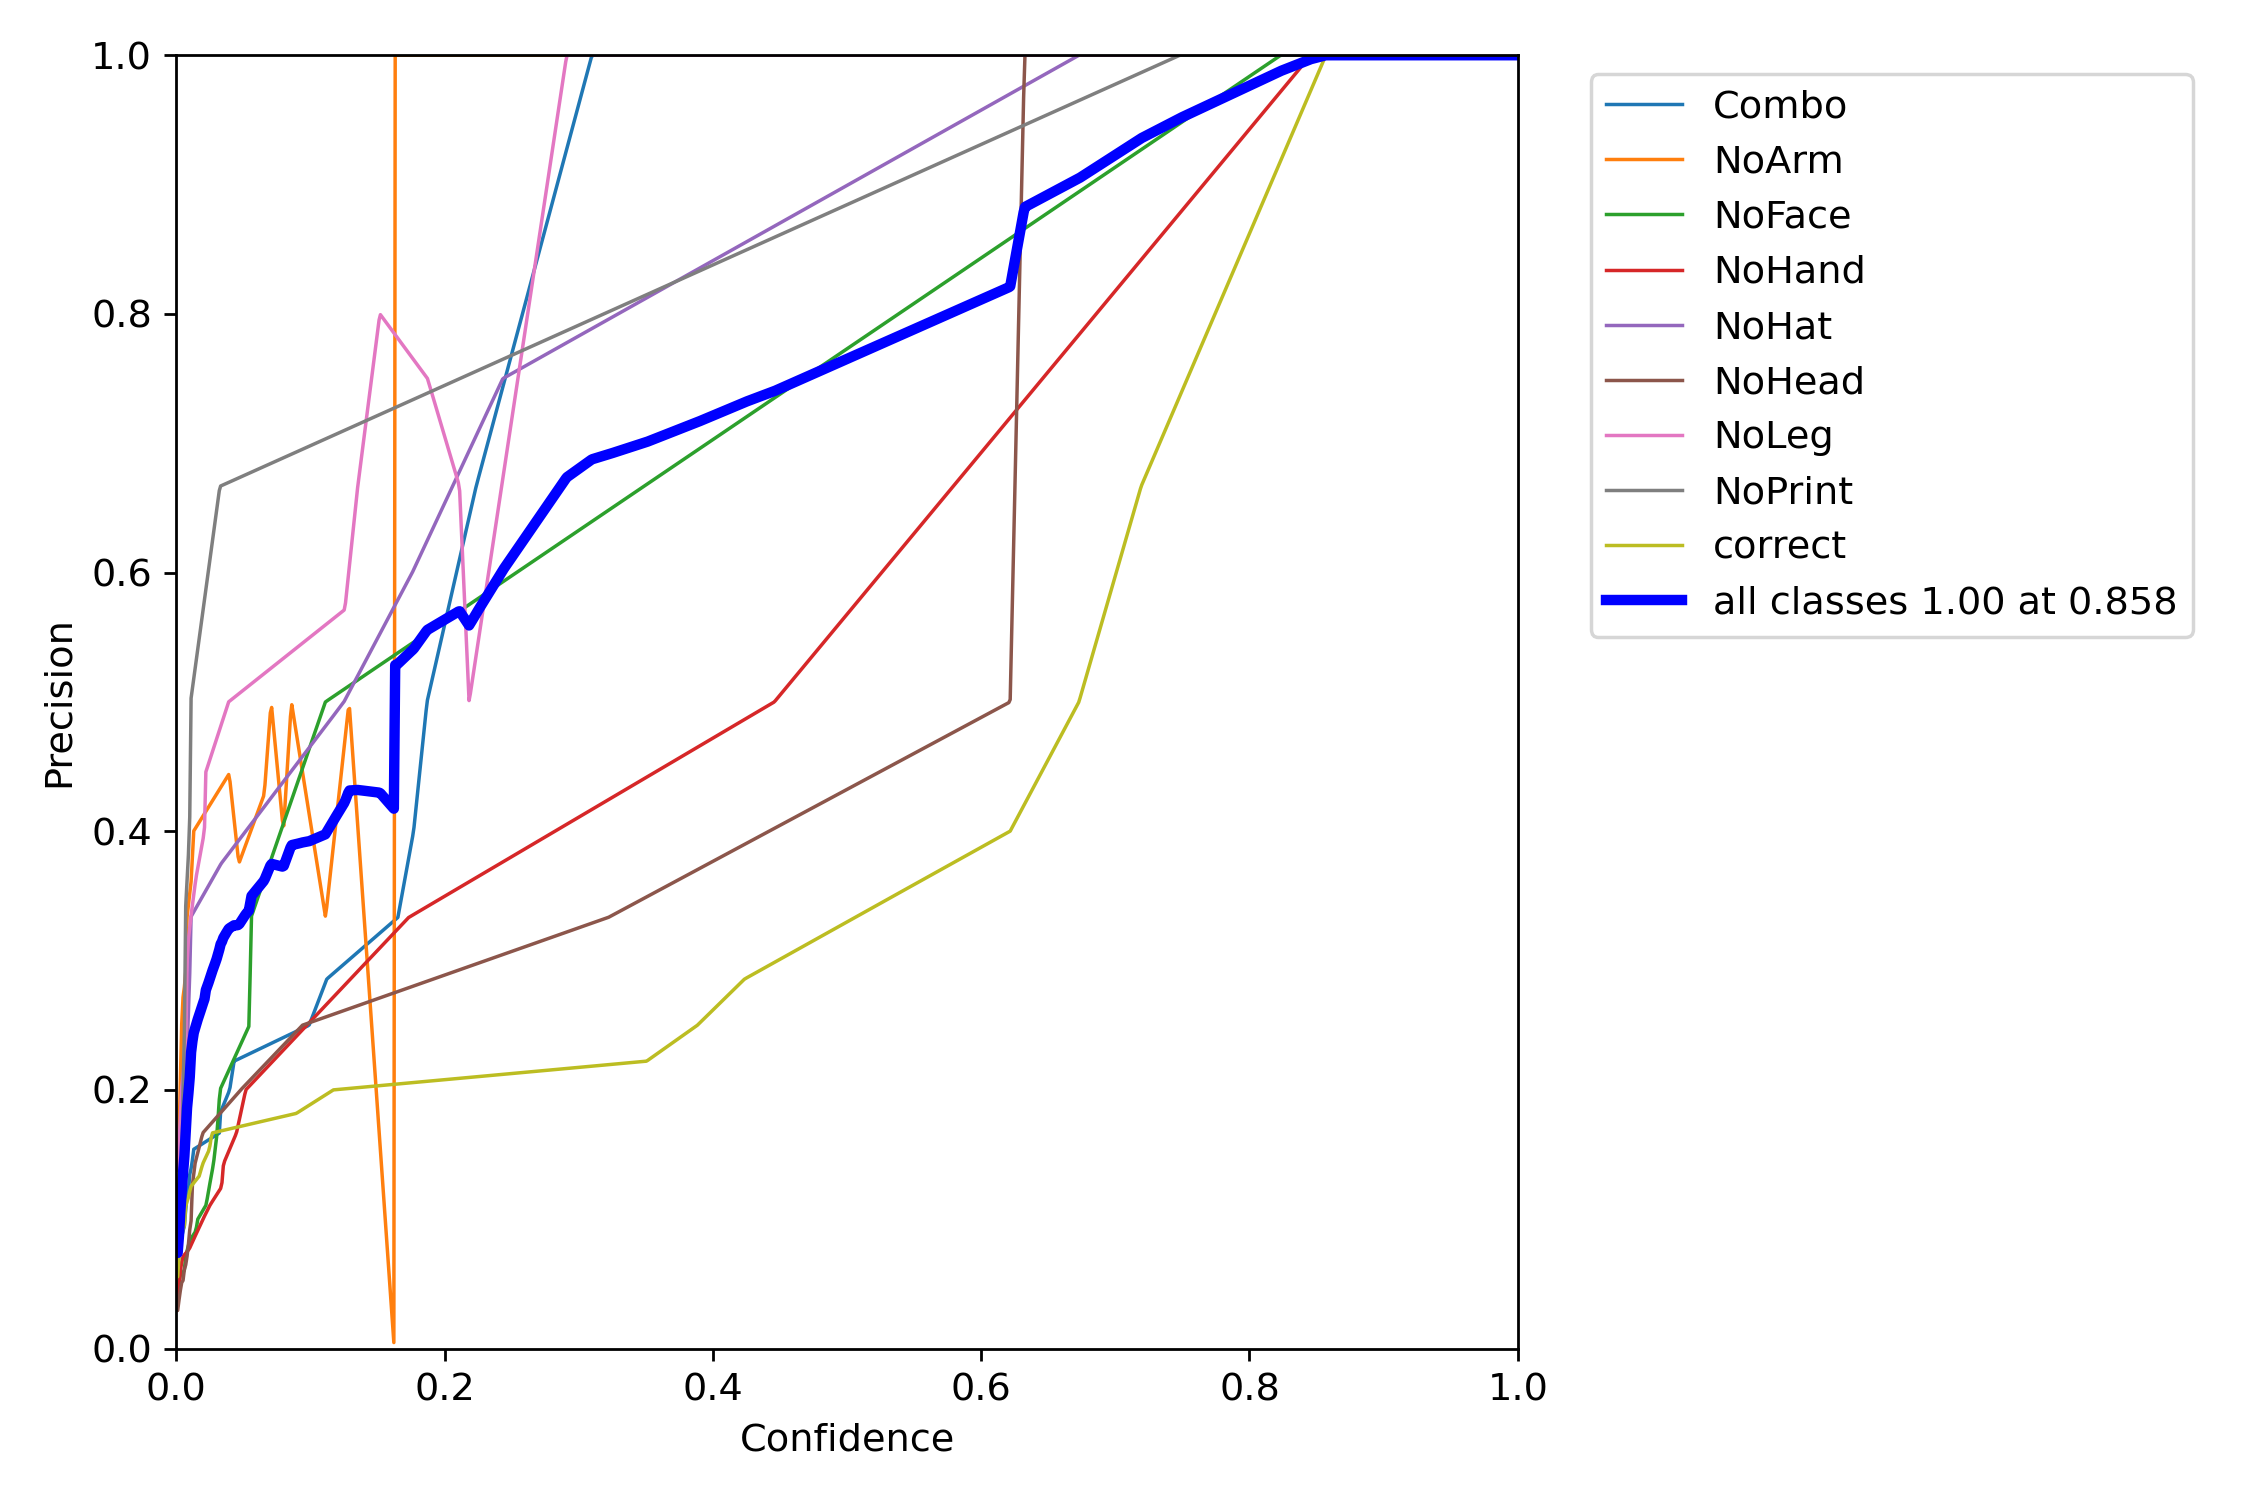 1.0
0.8
0.6
0.4
0.2
0.0
0.0 0.2 0.4 0.6 0.8 1.0
Precision
Confidence
Combo
NoArm
NoFace
NoHand
NoHat
NoHead
NoLeg
NoPrint
correct
all classes 1.00 at 0.858